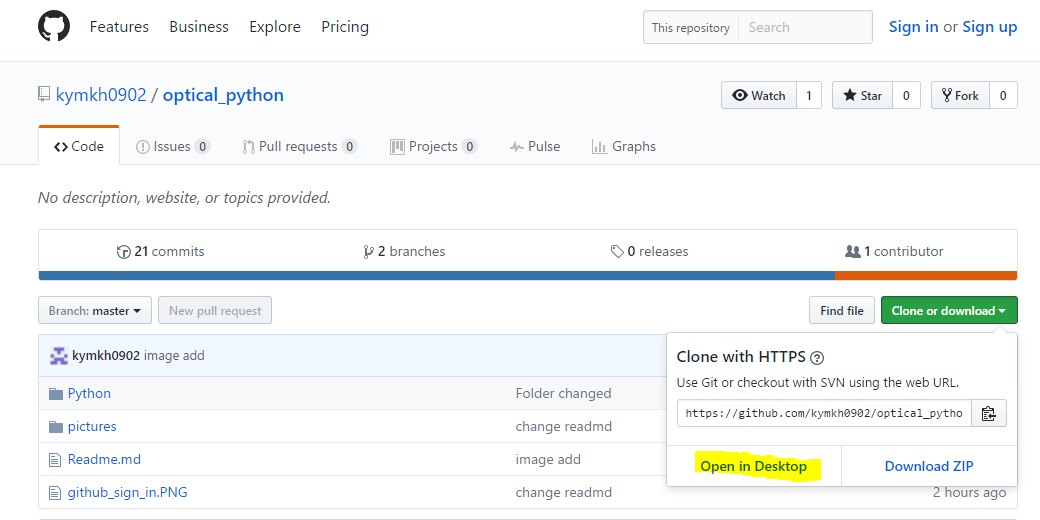 Features Business Explore Pricing This repository Search Sign in or Sign up
kymkh0902 / optical_python Watch 1 Star 0 Fork 0
Code Issues 0 Pull requests 0 Projects 0 Pulse Graphs
No description, website, or topics provided.
21 commits 2 branches 0 releases 1 contributor
Branch: master New pull request Find file Clone or download
kymkh0902 image add
Python Folder changed
pictures change readmd
Readme.md image add
github_sign_in.PNG change readmd 2 hours ago
Clone with HTTPS ?
Use Git or checkout with SVN using the web URL.
https://github.com/kymkh0902/optical_pytho
Open in Desktop Download ZIP